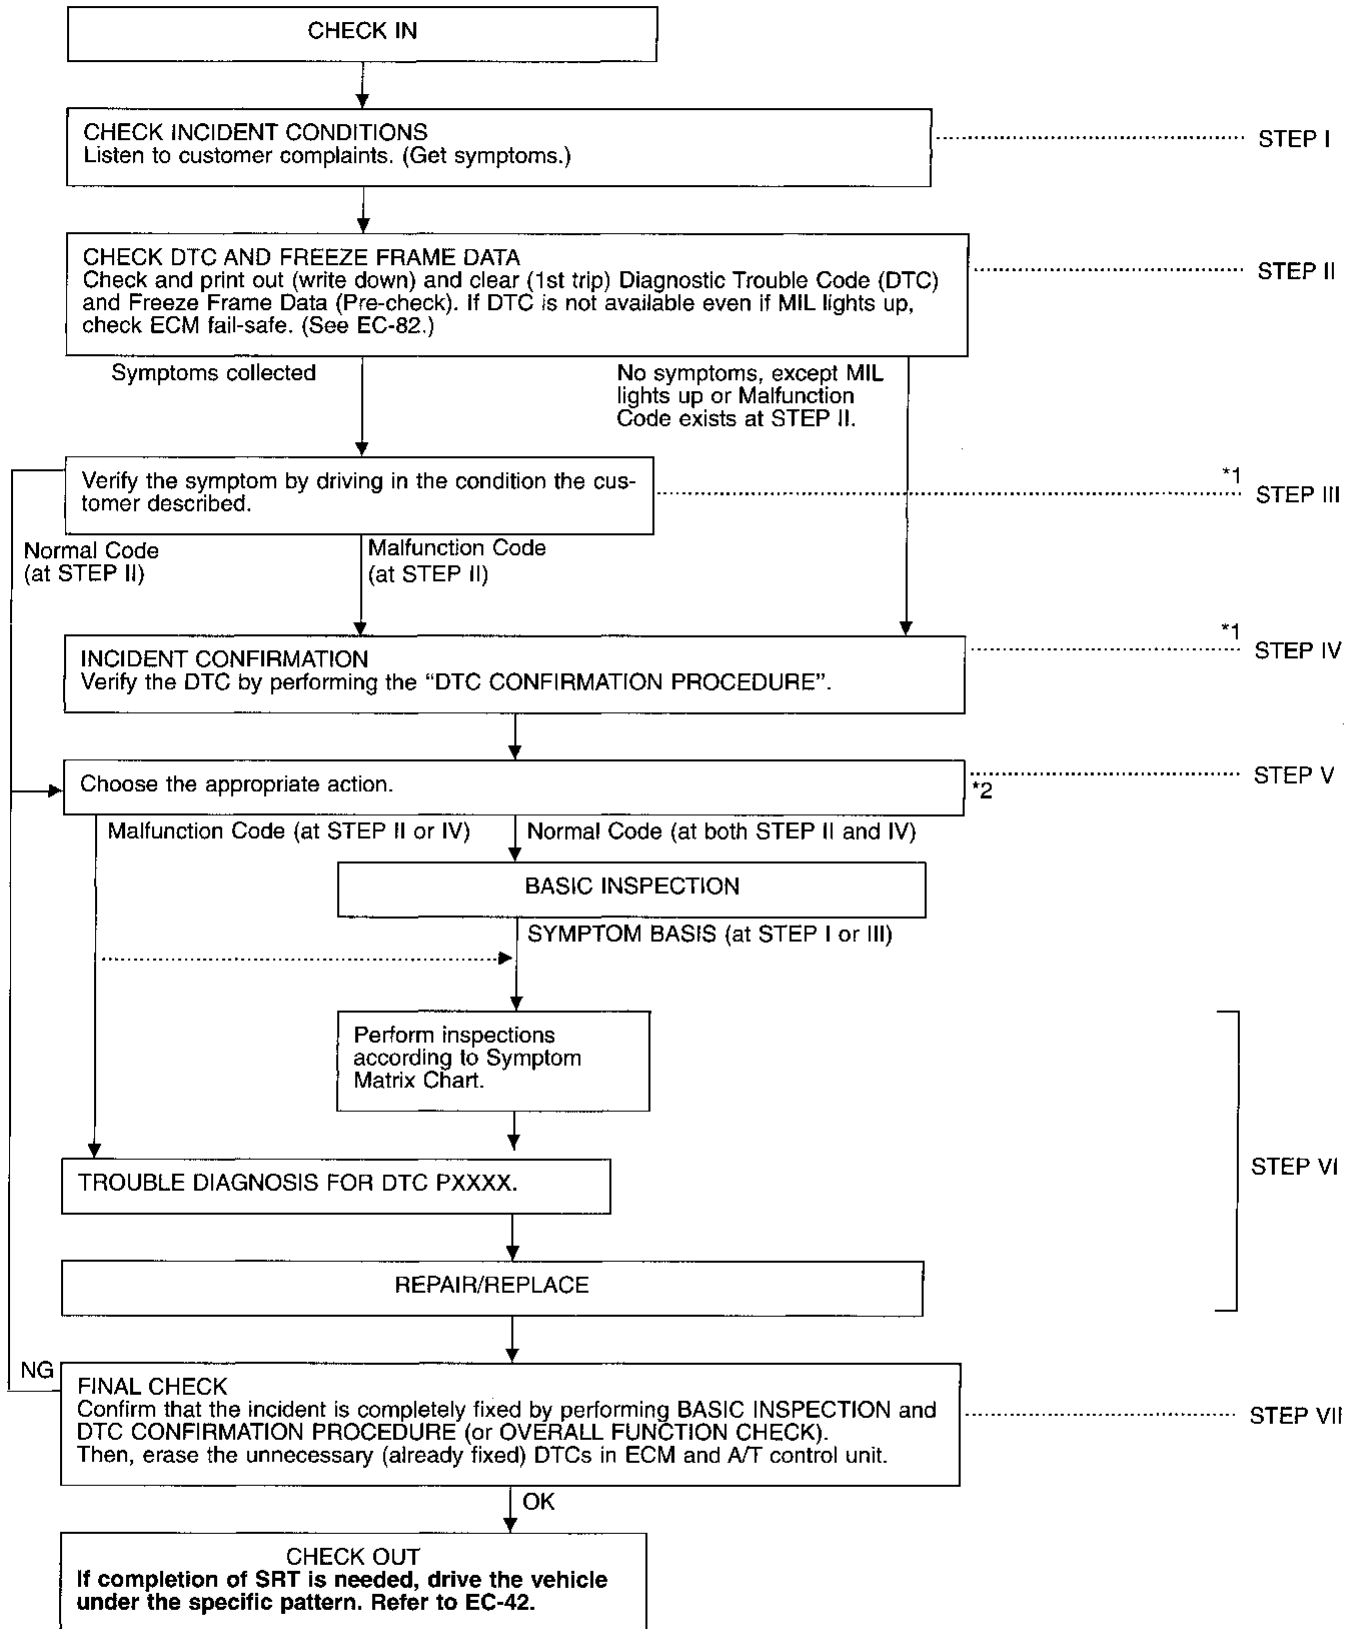 CHECK IN
CHECK INCIDENT CONDITIONS
Listen to customer complaints. (Get symptoms.)
STEP I
CHECK DTC AND FREEZE FRAME DATA
Check and print out (write down) and clear (1st trip) Diagnostic Trouble Code (DTC)
and Freeze Frame Data (Pre-check). If DTC is not available even if MIL lights up,
check ECM fail-safe. (See EC-82.)
STEP II
Symptoms collected
No symptoms, except MIL
lights up or Malfunction
Code exists at STEP II.
Verify the symptom by driving in the condition the cus-
tomer described.
*1
STEP III
Normal Code
(at STEP II)
Malfunction Code
(at STEP II)
INCIDENT CONFIRMATION
Verify the DTC by performing the “DTC CONFIRMATION PROCEDURE”.
*1
STEP IV
Choose the appropriate action.
*2
STEP V
Malfunction Code (at STEP II or IV)
Normal Code (at both STEP II and IV)
BASIC INSPECTION
SYMPTOM BASIS (at STEP I or III)
Perform inspections
according to Symptom
Matrix Chart.
TROUBLE DIAGNOSIS FOR DTC PXXXX.
STEP VI
REPAIR/REPLACE
NG
FINAL CHECK
Confirm that the incident is completely fixed by performing BASIC INSPECTION and
DTC CONFIRMATION PROCEDURE (or OVERALL FUNCTION CHECK).
Then, erase the unnecessary (already fixed) DTCs in ECM and A/T control unit.
STEP VII
OK
CHECK OUT
If completion of SRT is needed, drive the vehicle
under the specific pattern. Refer to EC-42.